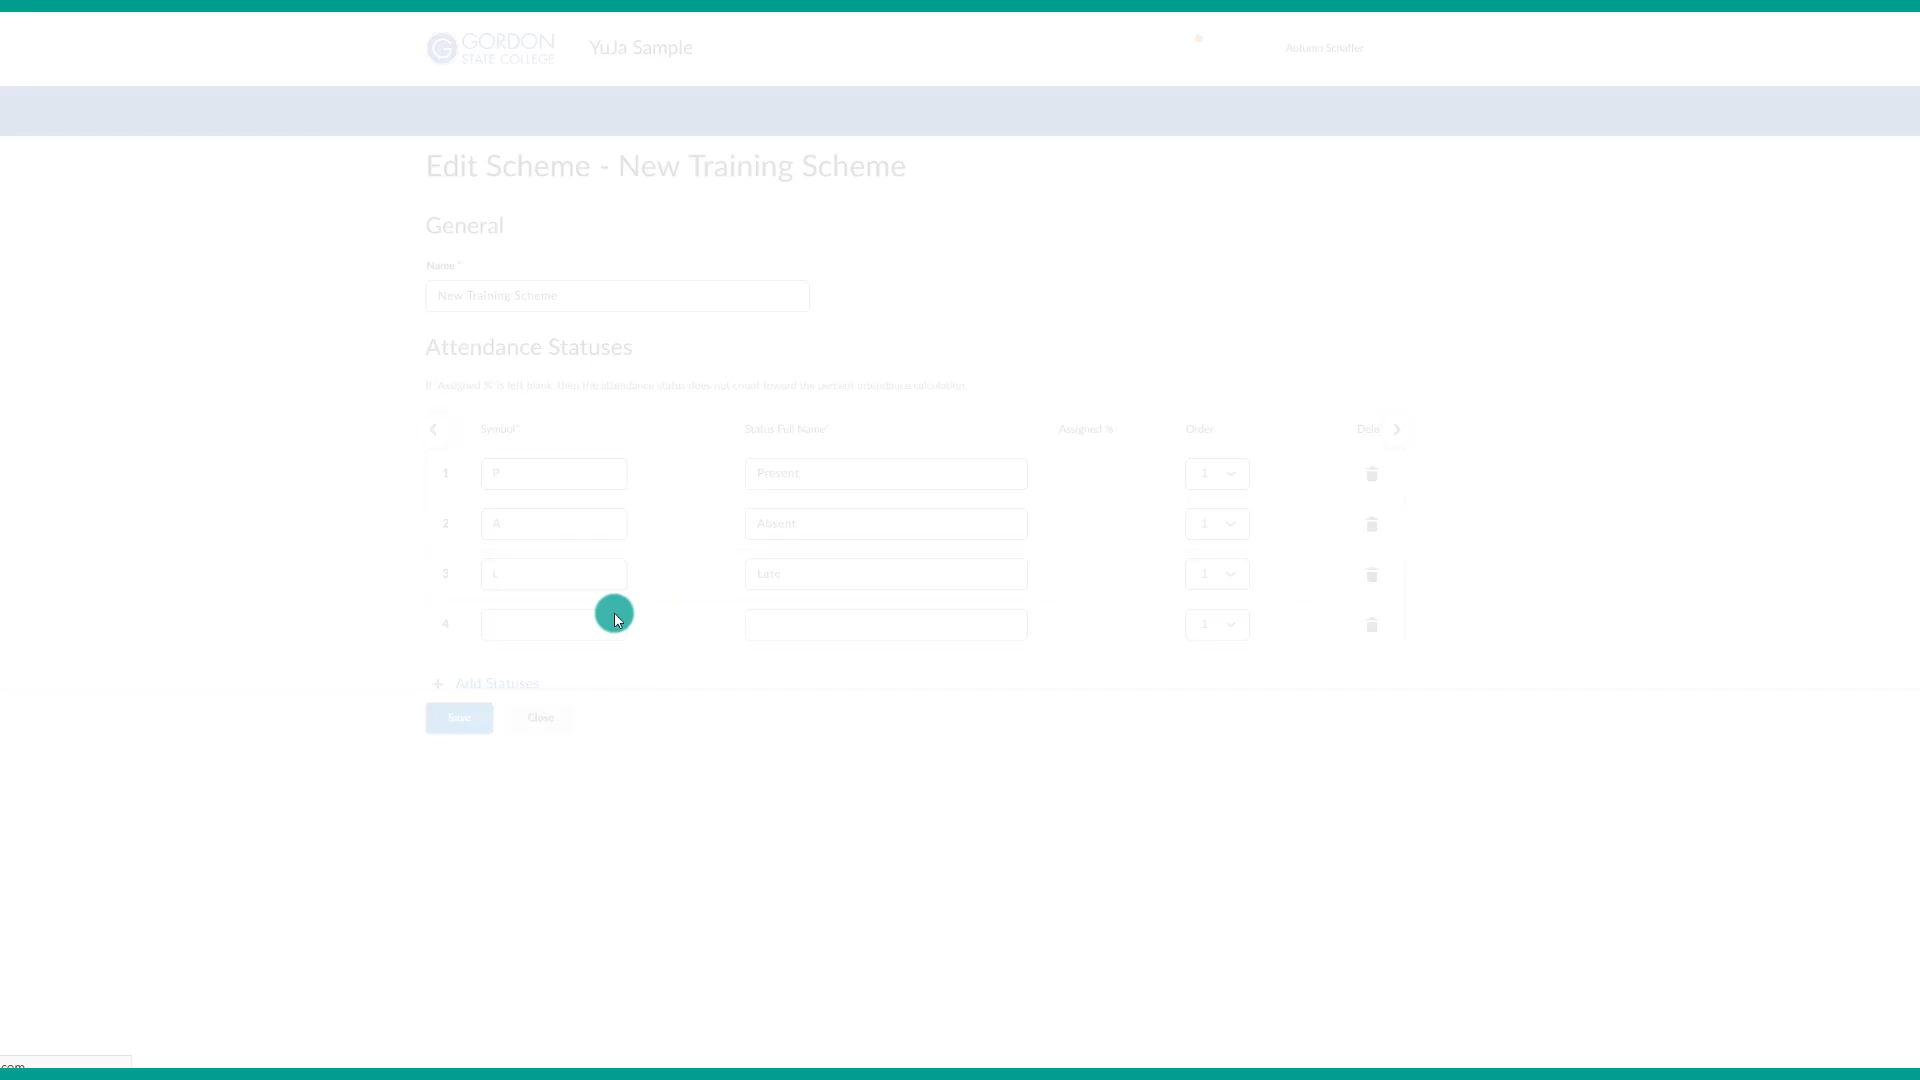 GORDON
STATE COLLEGE
YuJa Sample
Autumn Schaffer
Edit Scheme - New Training Scheme
General
Name *
New Training Scheme
Attendance Statuses
If 'Assigned %' is left blank, then the attendance status does not count toward the percent attendance calculation.
Symbol* Status Full Name* Assigned % Order Dele
1 P Present 1
2 A Absent 1
3 L Late 1
4 1
+ Add Statuses
Save Close
.com